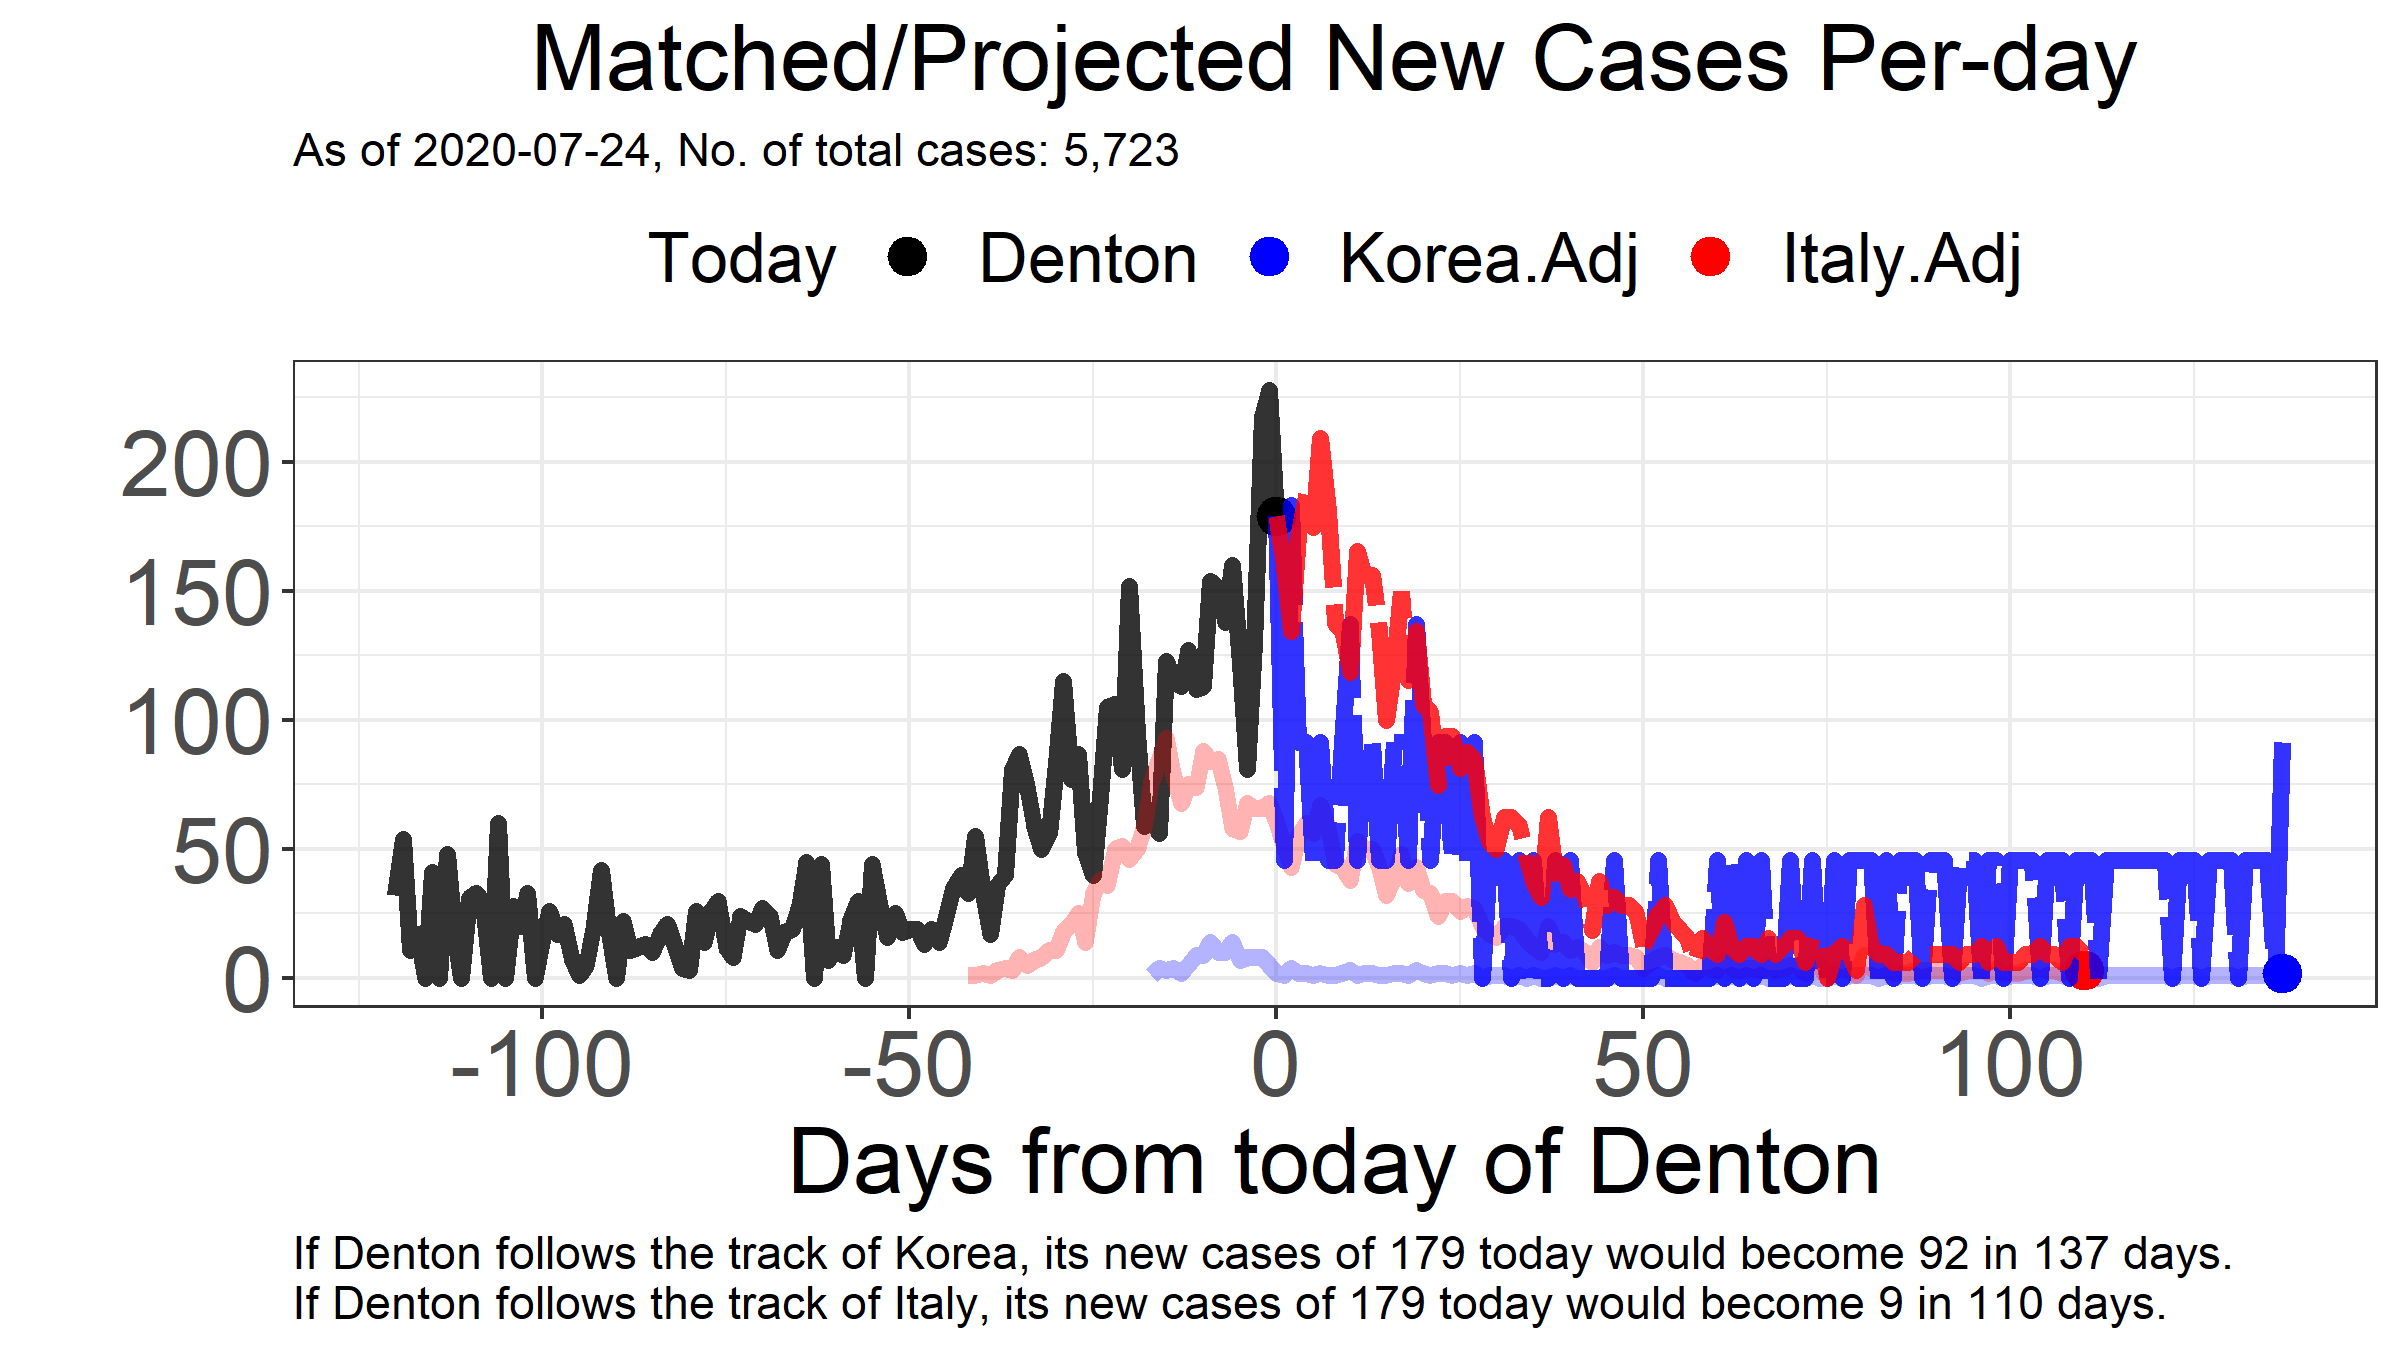 Matched/Projected New Cases Per-day
As of 2020-07-24, No. of total cases: 5,723
Today Denton Korea.Adj Italy.Adj
200
150
100
50
0
-100 -50 0 50 100
Days from today of Denton
If Denton follows the track of Korea, its new cases of 179 today would become 92 in 137 days.
If Denton follows the track of Italy, its new cases of 179 today would become 9 in 110 days.